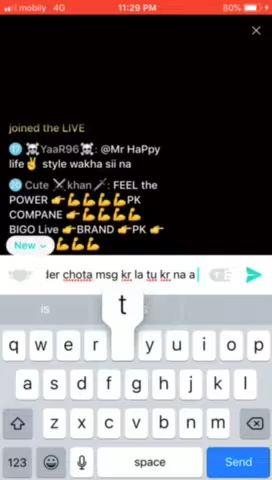 mobily 4G 11:29 PM 80%
joined the LIVE
17 ☠YaaR96☠: @Mr HaPpy
life✌ style wakha sii na
20 Cute ⚔khan🗡: FEEL the
POWER 👉💪💪💪💪PK
COMPANE 👉💪💪💪💪
BIGO Live 👉BRAND 👉PK 👉
New
💪💪💪
der chota msg kr la tu kr na a
is
t
q w e r y u i o p
a s d f g h j k l
z x c v b n m
123 space Send